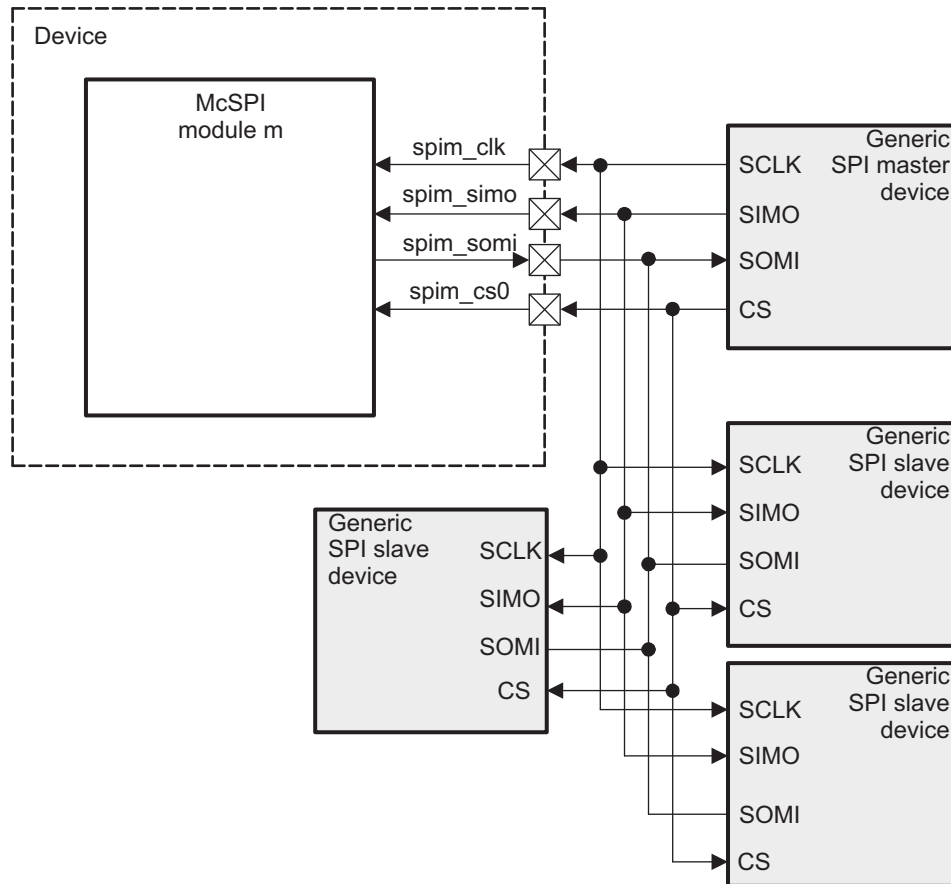 Device
McSPI
module m
spim_clk
spim_simo
spim_somi
spim_cs0
Generic
SPI master
device
SCLK
SIMO
SOMI
CS
Generic
SPI slave
device
SCLK
SIMO
SOMI
CS
Generic
SPI slave
device
SCLK
SIMO
SOMI
CS
Generic
SPI slave
device
SCLK
SIMO
SOMI
CS